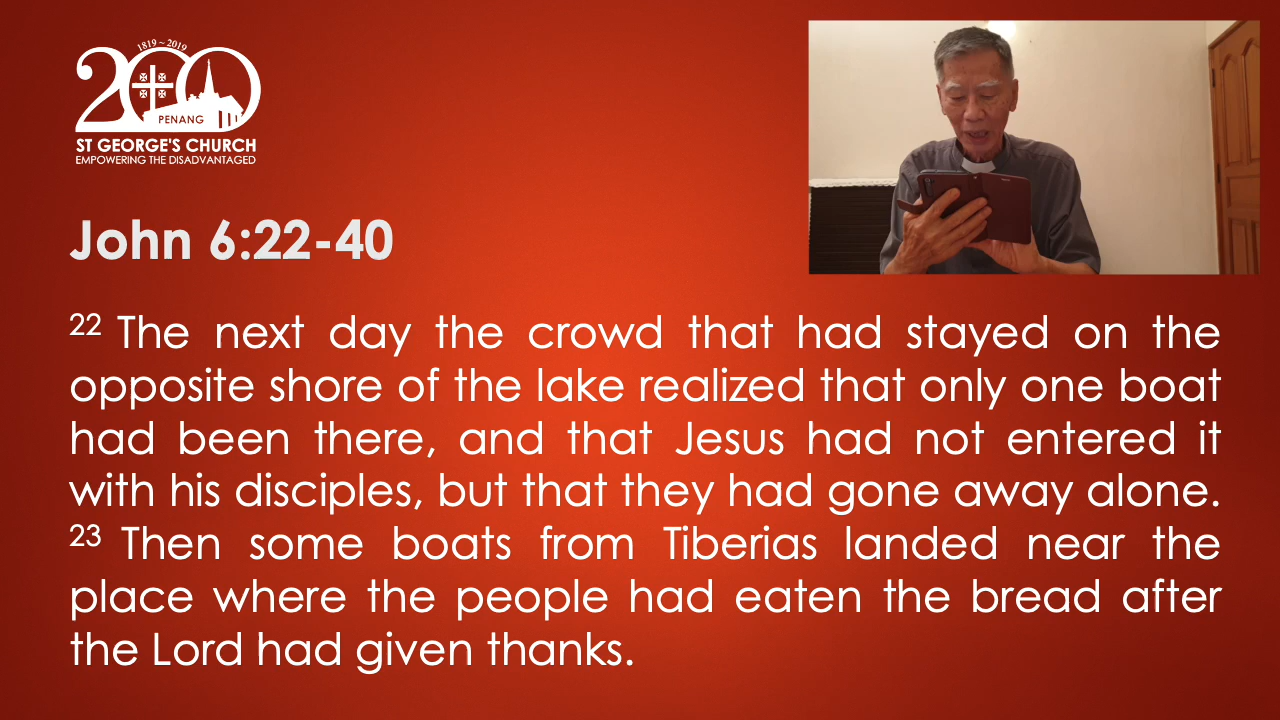 1819 ~ 2019
200
PENANG
ST GEORGE'S CHURCH
EMPOWERING THE DISADVANTAGED
John 6:22-40
22 The next day the crowd that had stayed on the
opposite shore of the lake realized that only one boat
had been there, and that Jesus had not entered it
with his disciples, but that they had gone away alone.
23 Then some boats from Tiberias landed near the
place where the people had eaten the bread after
the Lord had given thanks.